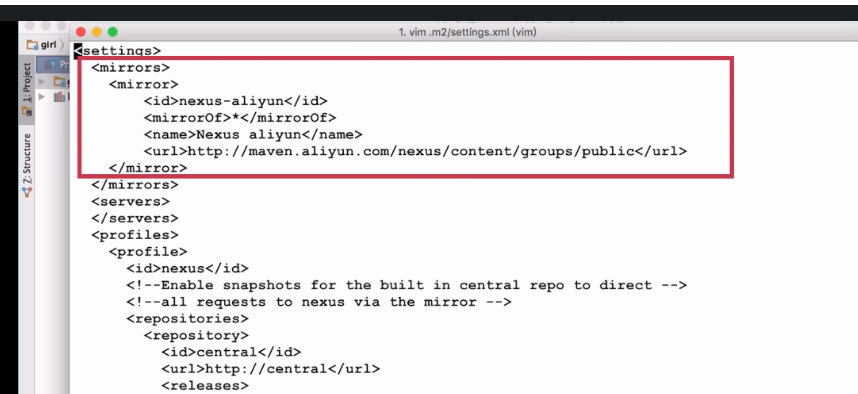 1. vim .m2/settings.xml (vim)
girl
1: Project
Z: Structure
<settings>
<mirrors>
<mirror>
<id>nexus-aliyun</id>
<mirrorOf>*</mirrorOf>
<name>Nexus aliyun</name>
<url>http://maven.aliyun.com/nexus/content/groups/public</url>
</mirror>
</mirrors>
<servers>
</servers>
<profiles>
<profile>
<id>nexus</id>
<!--Enable snapshots for the built in central repo to direct -->
<!--all requests to nexus via the mirror -->
<repositories>
<repository>
<id>central</id>
<url>http://central</url>
<releases>